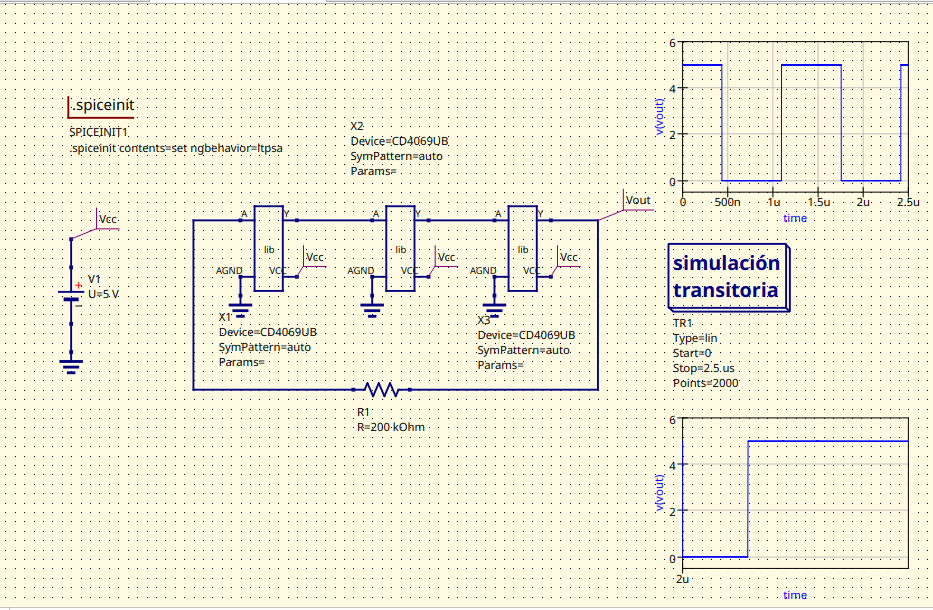 .spiceinit
SPICEINIT1
.spiceinit contents=set ngbehavior=ltpsa
X2
Device=CD4069UB
SymPattern=auto
Params=
Vcc
V1
U=5 V
A
Y
lib
AGND
VCC
Vcc
X1
Device=CD4069UB
SymPattern=auto
Params=
A
Y
lib
AGND
VCC
Vcc
A
Y
lib
AGND
VCC
Vcc
X3
Device=CD4069UB
SymPattern=auto
Params=
Vout
R1
R=200 kOhm
6
4
2
0
v(vout)
0 500n 1u 1.5u 2u 2.5u
time
simulación
transitoria
TR1
Type=lin
Start=0
Stop=2.5 us
Points=2000
6
4
2
0
v(vout)
2u
time